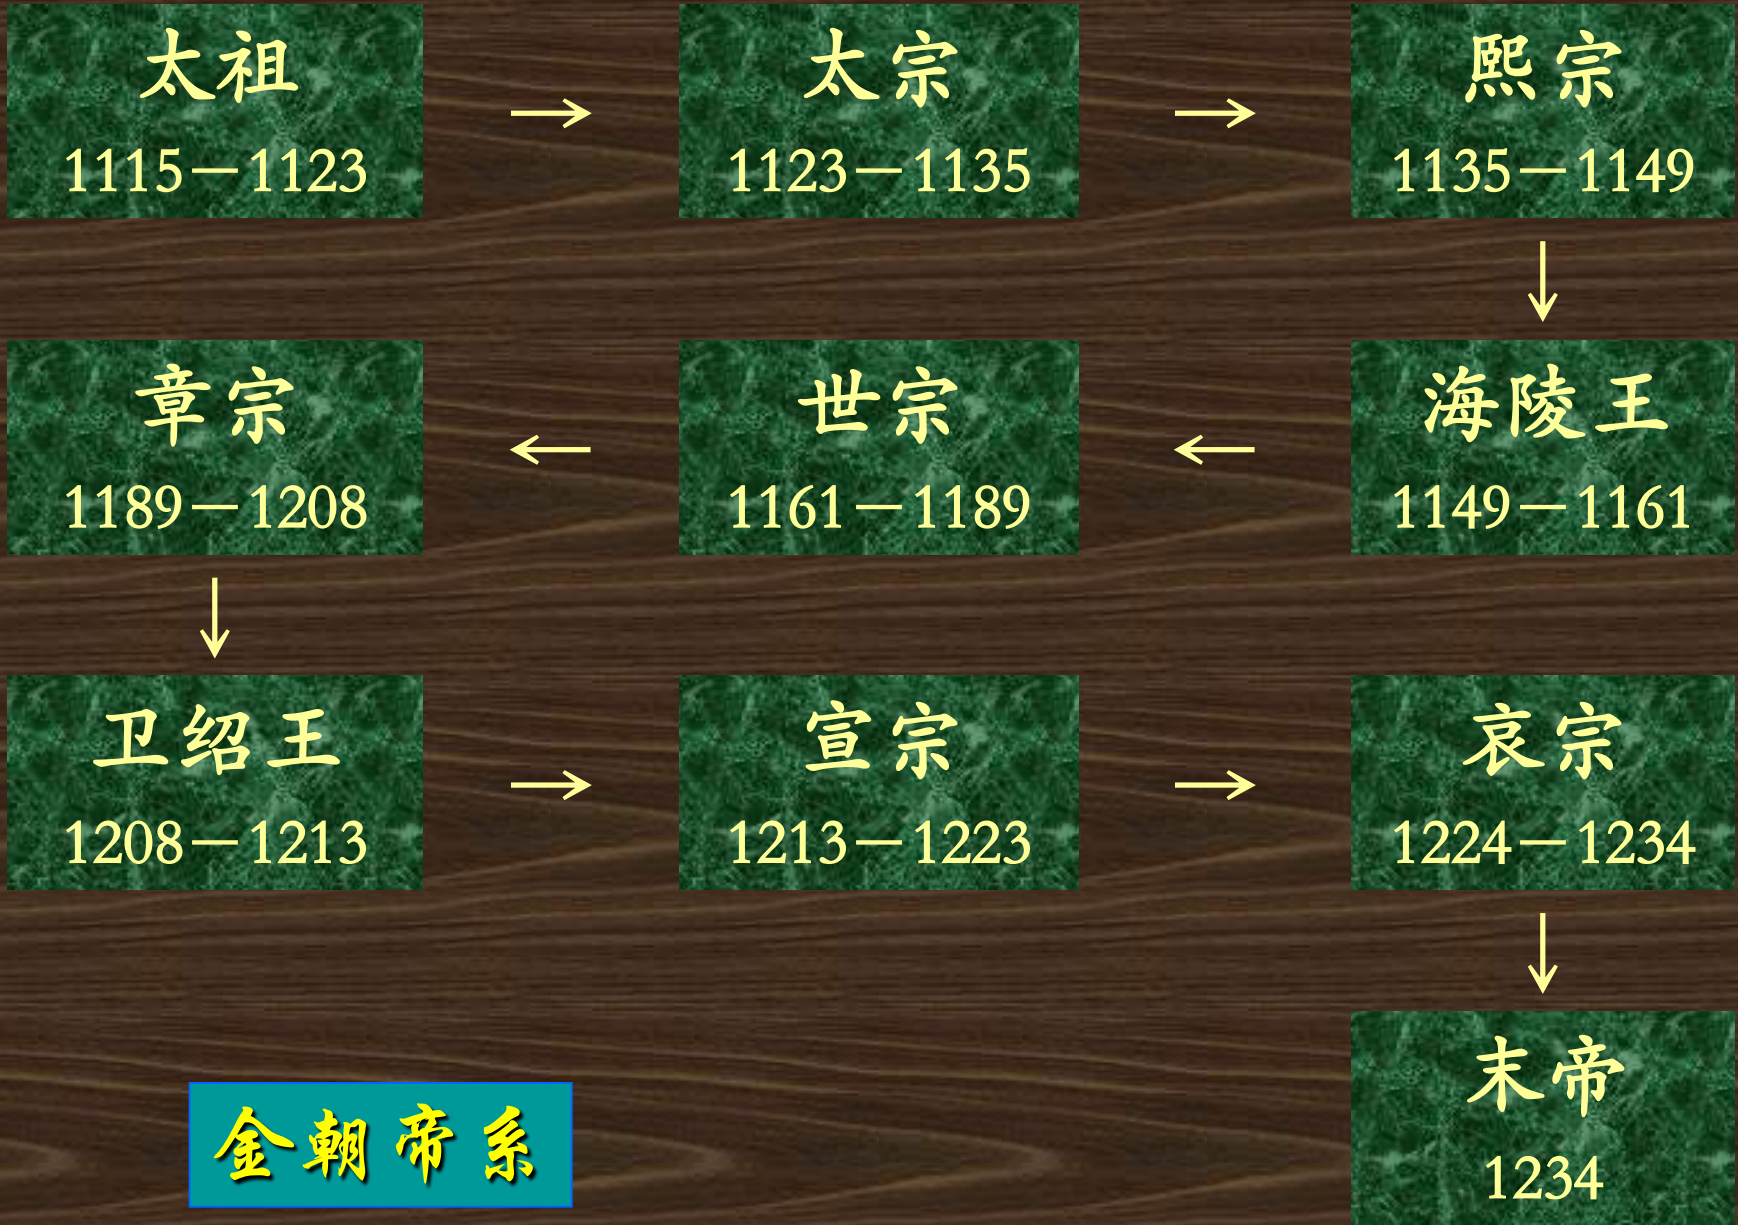 太祖
1115－1123
→
太宗
1123－1135
→
熙宗
1135－1149
↓
海陵王
1149－1161
←
世宗
1161－1189
←
章宗
1189－1208
↓
卫绍王
1208－1213
→
宣宗
1213－1223
→
哀宗
1224－1234
↓
末帝
1234
金朝帝系